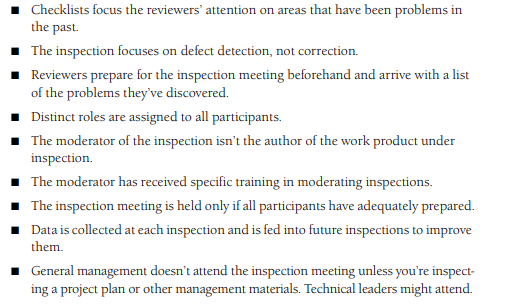 ■ Checklists focus the reviewers' attention on areas that have been problems in
the past.
■ The inspection focuses on defect detection, not correction.
■ Reviewers prepare for the inspection meeting beforehand and arrive with a list
of the problems they've discovered.
■ Distinct roles are assigned to all participants.
■ The moderator of the inspection isn't the author of the work product under
inspection.
■ The moderator has received specific training in moderating inspections.
■ The inspection meeting is held only if all participants have adequately prepared.
■ Data is collected at each inspection and is fed into future inspections to improve
them.
■ General management doesn't attend the inspection meeting unless you're inspect-
ing a project plan or other management materials. Technical leaders might attend.